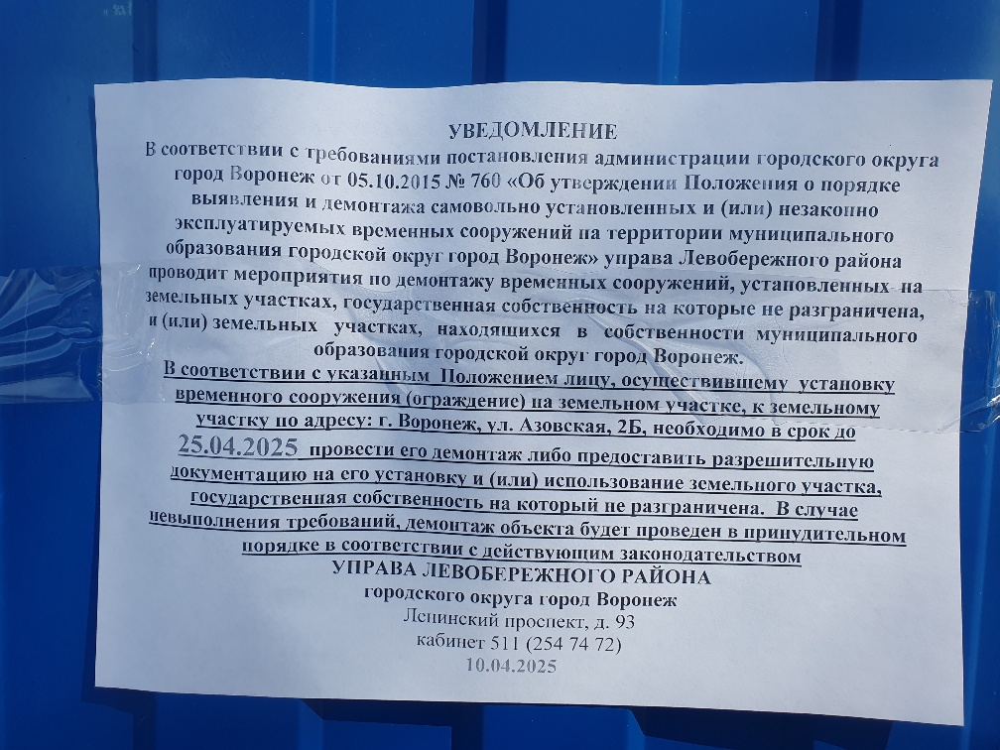 УВЕДОМЛЕНИЕ
В соответствии с требованиями постановления администрации городского округа
город Воронеж от 05.10.2015 № 760 «Об утверждении Положения о порядке
выявления и демонтажа самовольно установленных и (или) незаконно
эксплуатируемых временных сооружений на территории муниципального
образования городской округ город Воронеж» управа Левобережного района
проводит мероприятия по демонтажу временных сооружений, установленных на
земельных участках, государственная собственность на которые не разграничена,
и (или) земельных участках, находящихся в собственности муниципального
образования городской округ город Воронеж.
В соответствии с указанным Положением лицу, осуществившему установку
временного сооружения (ограждение) на земельном участке, к земельному
участку по адресу: г. Воронеж, ул. Азовская, 2Б, необходимо в срок до
25.04.2025 провести его демонтаж либо предоставить разрешительную
документацию на его установку и (или) использование земельного участка,
государственная собственность на который не разграничена. В случае
невыполнения требований, демонтаж объекта будет проведен в принудительном
порядке в соответствии с действующим законодательством
УПРАВА ЛЕВОБЕРЕЖНОГО РАЙОНА
городского округа город Воронеж
Ленинский проспект, д. 93
кабинет 511 (254 74 72)
10.04.2025